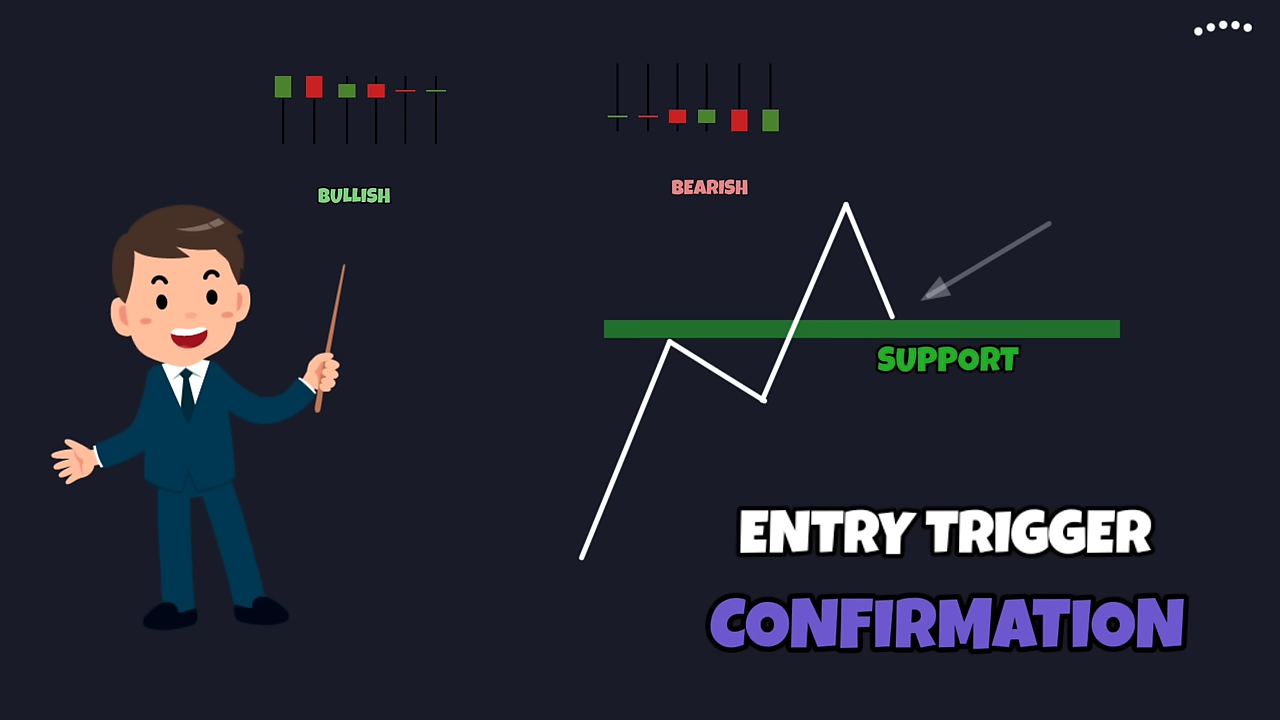 BULLISH
BEARISH
SUPPORT
ENTRY TRIGGER
CONFIRMATION